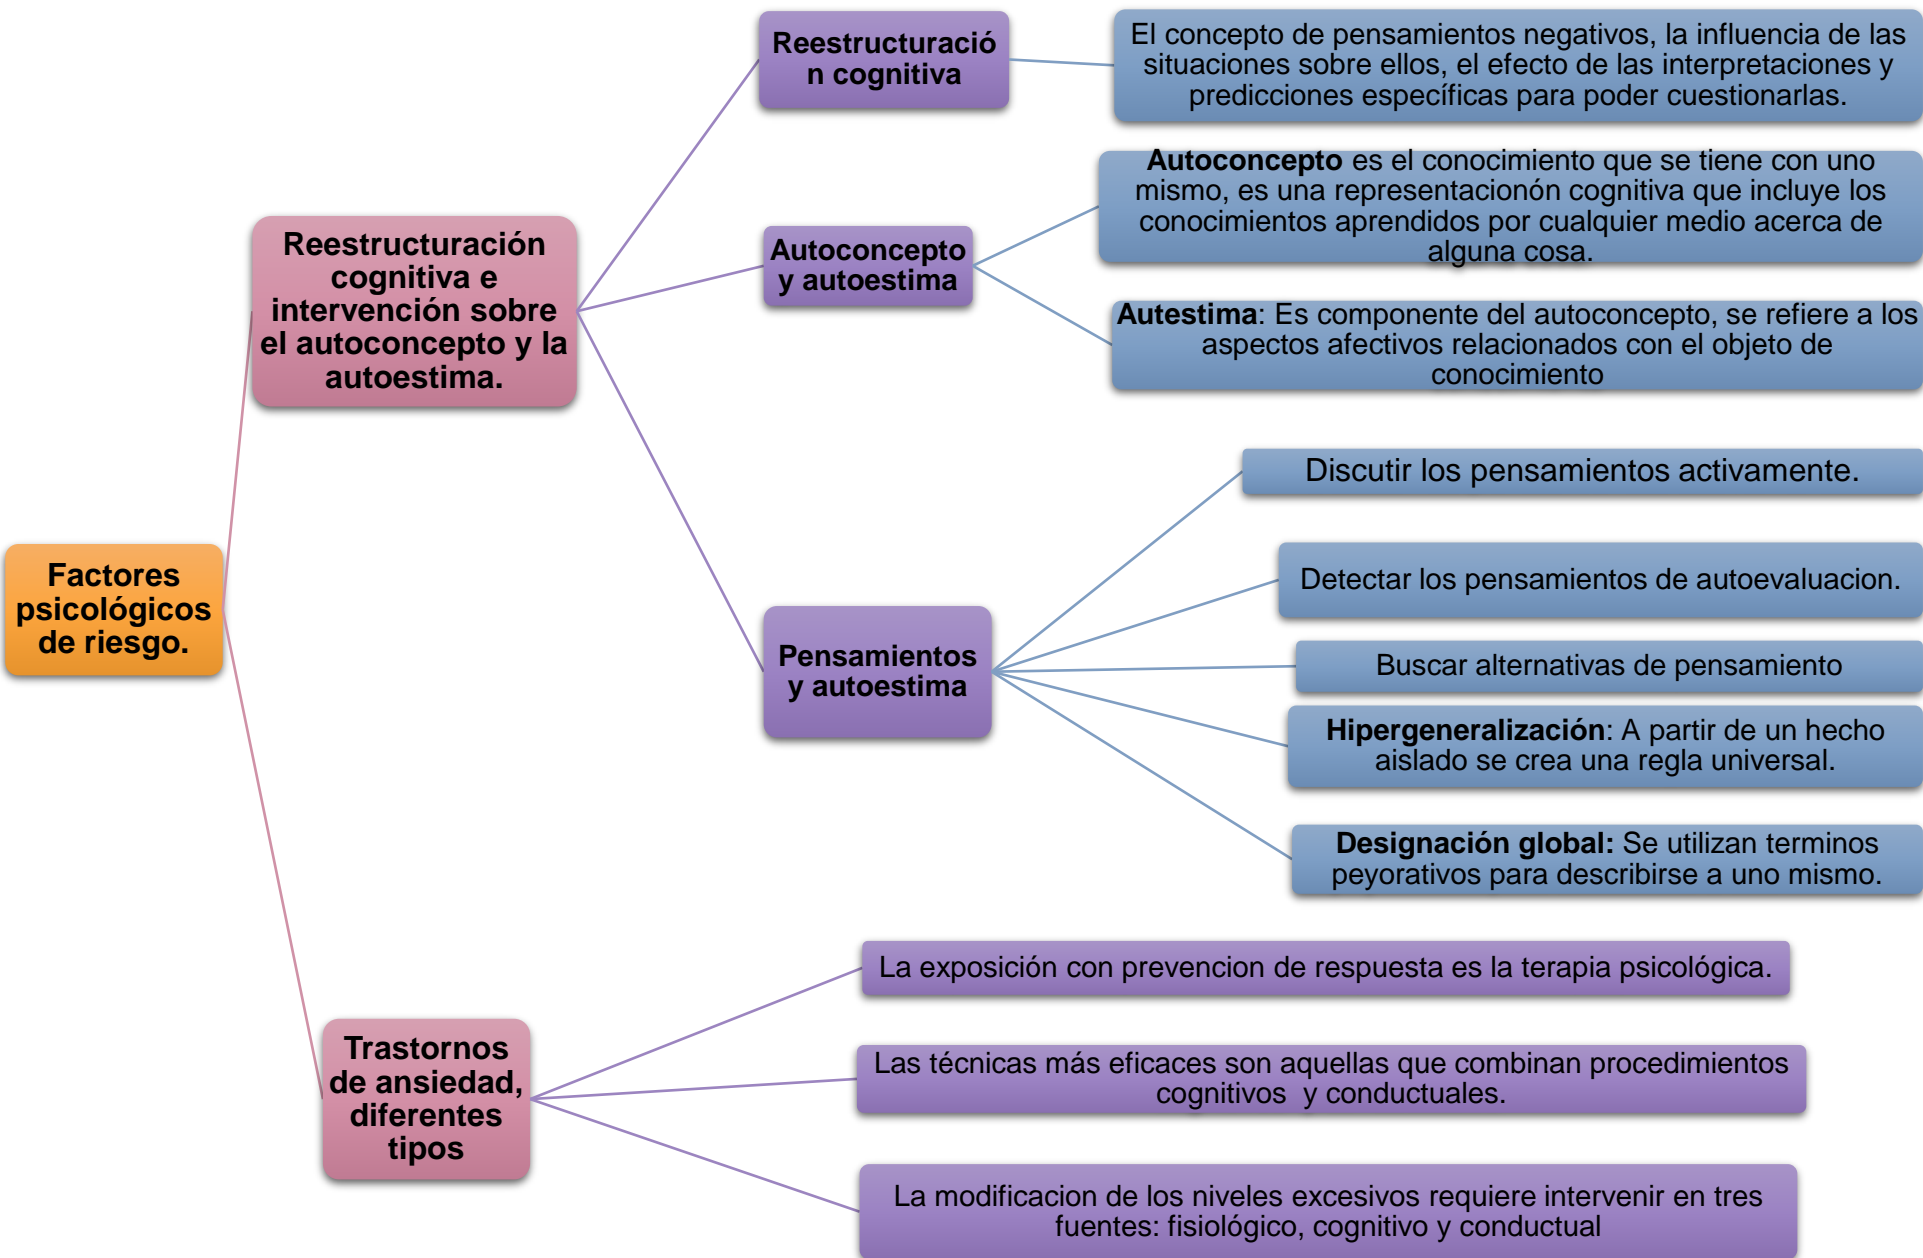 Factores
psicológicos
de riesgo.
Reestructuración
cognitiva e
intervención sobre
el autoconcepto y la
autoestima.
Reestructuració
n cognitiva
El concepto de pensamientos negativos, la influencia de las
situaciones sobre ellos, el efecto de las interpretaciones y
predicciones específicas para poder cuestionarlas.
Autoconcepto
y autoestima
Autoconcepto es el conocimiento que se tiene con uno
mismo, es una representacionón cognitiva que incluye los
conocimientos aprendidos por cualquier medio acerca de
alguna cosa.
Autestima: Es componente del autoconcepto, se refiere a los
aspectos afectivos relacionados con el objeto de
conocimiento
Pensamientos
y autoestima
Discutir los pensamientos activamente.
Detectar los pensamientos de autoevaluacion.
Buscar alternativas de pensamiento
Hipergeneralización: A partir de un hecho
aislado se crea una regla universal.
Designación global: Se utilizan terminos
peyorativos para describirse a uno mismo.
Trastornos
de ansiedad,
diferentes
tipos
La exposición con prevencion de respuesta es la terapia psicológica.
Las técnicas más eficaces son aquellas que combinan procedimientos
cognitivos  y conductuales.
La modificacion de los niveles excesivos requiere intervenir en tres
fuentes: fisiológico, cognitivo y conductual